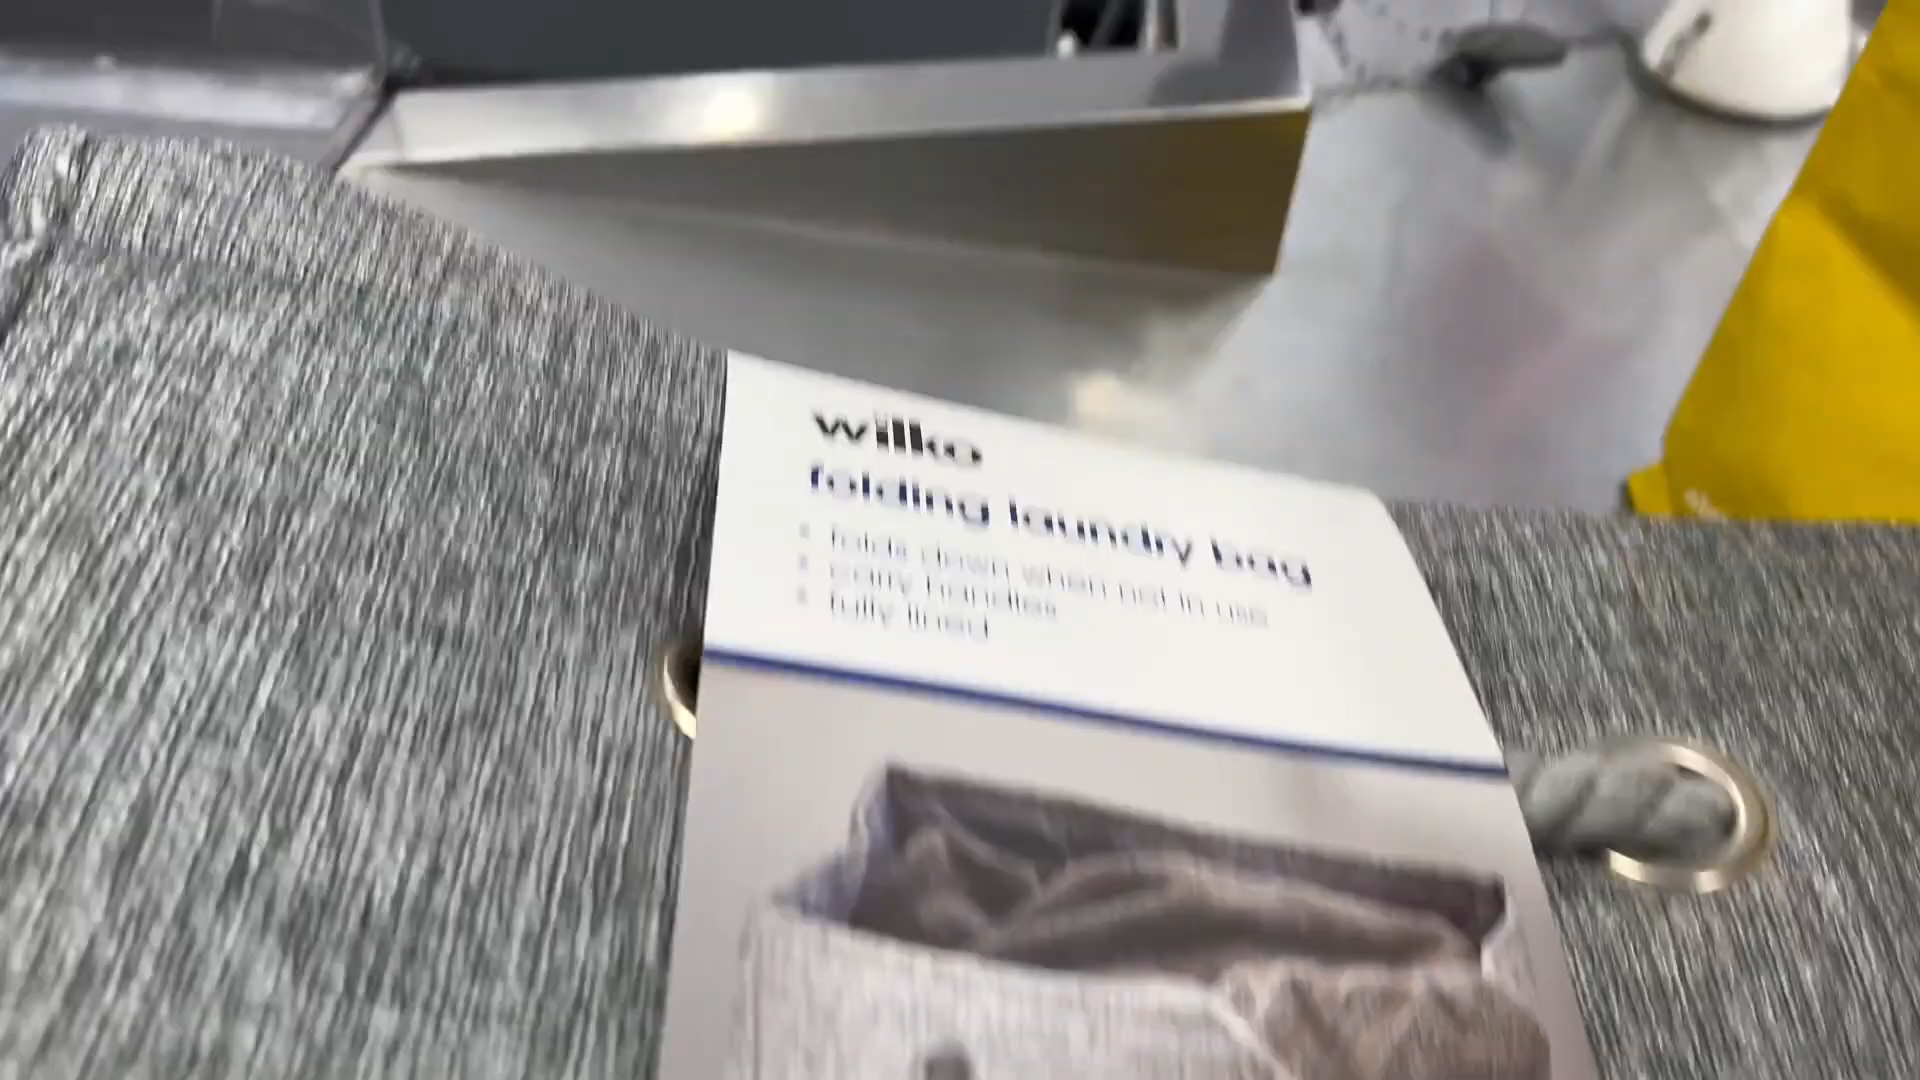 wilko
folding laundry bag
• folds down when not in use
• carry handles
• fully lined